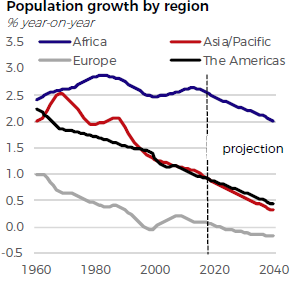 Population growth by region
% year-on-year
3.5
Africa Asia/Pacific
3.0
Europe The Americas
2.5
2.0
1.5
projection
1.0
0.5
0.0
-0.5
1960 1980 2000 2020 2040